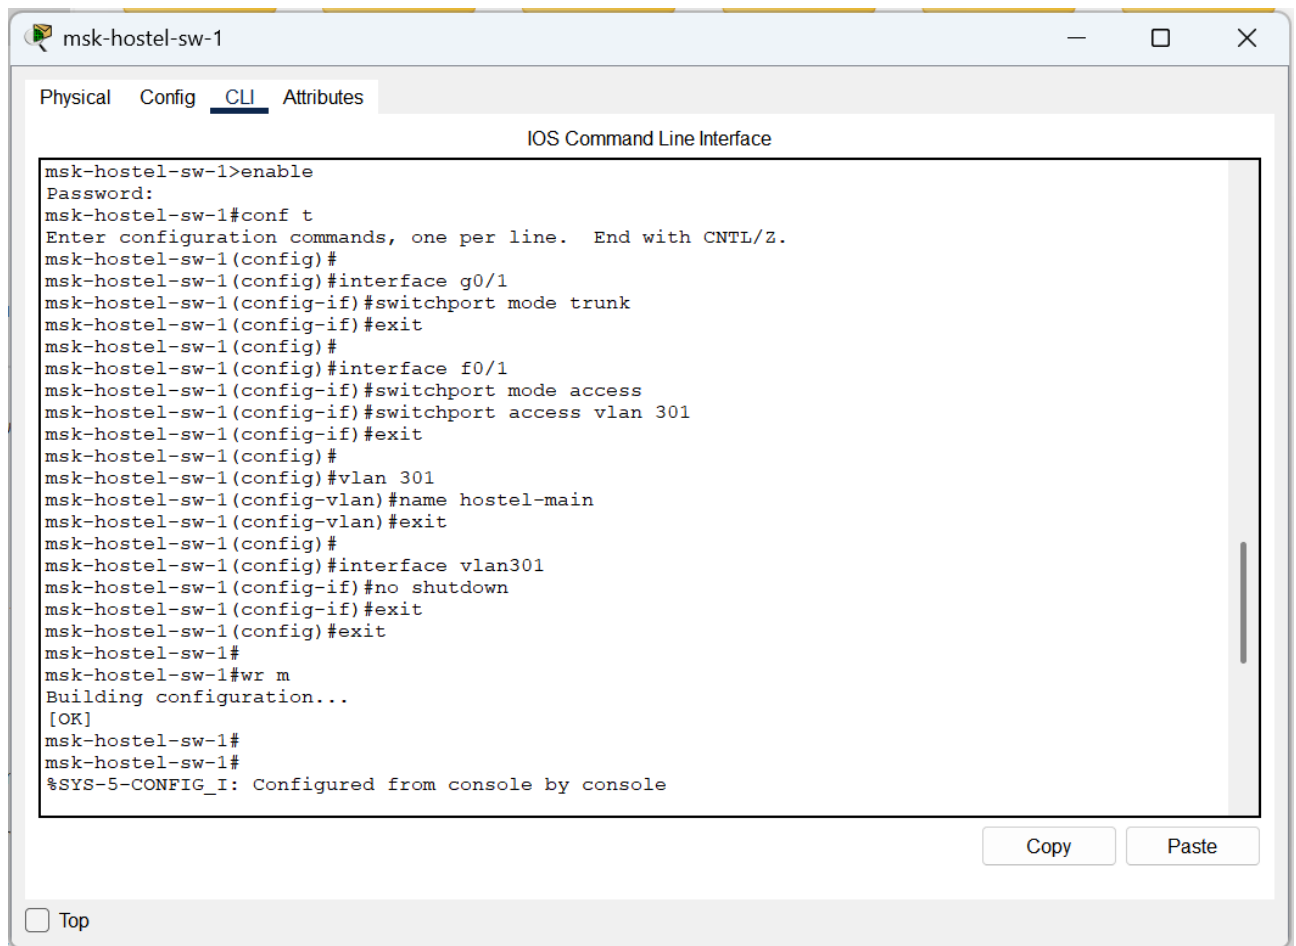 msk-hostel-sw-1
Physical Config CLI Attributes
IOS Command Line Interface
msk-hostel-sw-1>enable
Password:
msk-hostel-sw-1#conf t
Enter configuration commands, one per line.  End with CNTL/Z.
msk-hostel-sw-1(config)#
msk-hostel-sw-1(config)#interface g0/1
msk-hostel-sw-1(config-if)#switchport mode trunk
msk-hostel-sw-1(config-if)#exit
msk-hostel-sw-1(config)#
msk-hostel-sw-1(config)#interface f0/1
msk-hostel-sw-1(config-if)#switchport mode access
msk-hostel-sw-1(config-if)#switchport access vlan 301
msk-hostel-sw-1(config-if)#exit
msk-hostel-sw-1(config)#
msk-hostel-sw-1(config)#vlan 301
msk-hostel-sw-1(config-vlan)#name hostel-main
msk-hostel-sw-1(config-vlan)#exit
msk-hostel-sw-1(config)#
msk-hostel-sw-1(config)#interface vlan301
msk-hostel-sw-1(config-if)#no shutdown
msk-hostel-sw-1(config-if)#exit
msk-hostel-sw-1(config)#exit
msk-hostel-sw-1#
msk-hostel-sw-1#wr m
Building configuration...
[OK]
msk-hostel-sw-1#
msk-hostel-sw-1#
%SYS-5-CONFIG_I: Configured from console by console
Copy Paste
Top